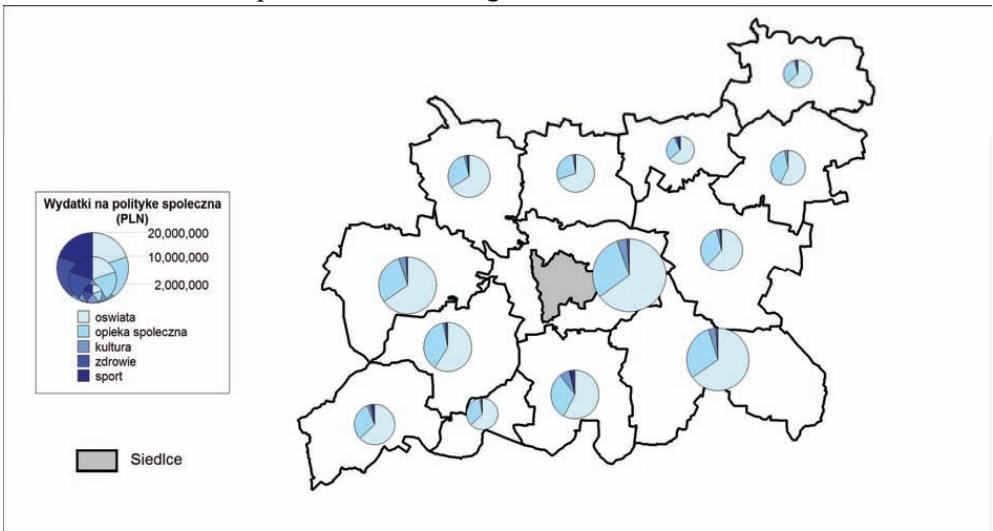 Wydatki na polityke spoleczna
(PLN)
20,000,000
10,000,000
2,000,000
oswiata
opieka spoleczna
kultura
zdrowie
sport
Siedlce